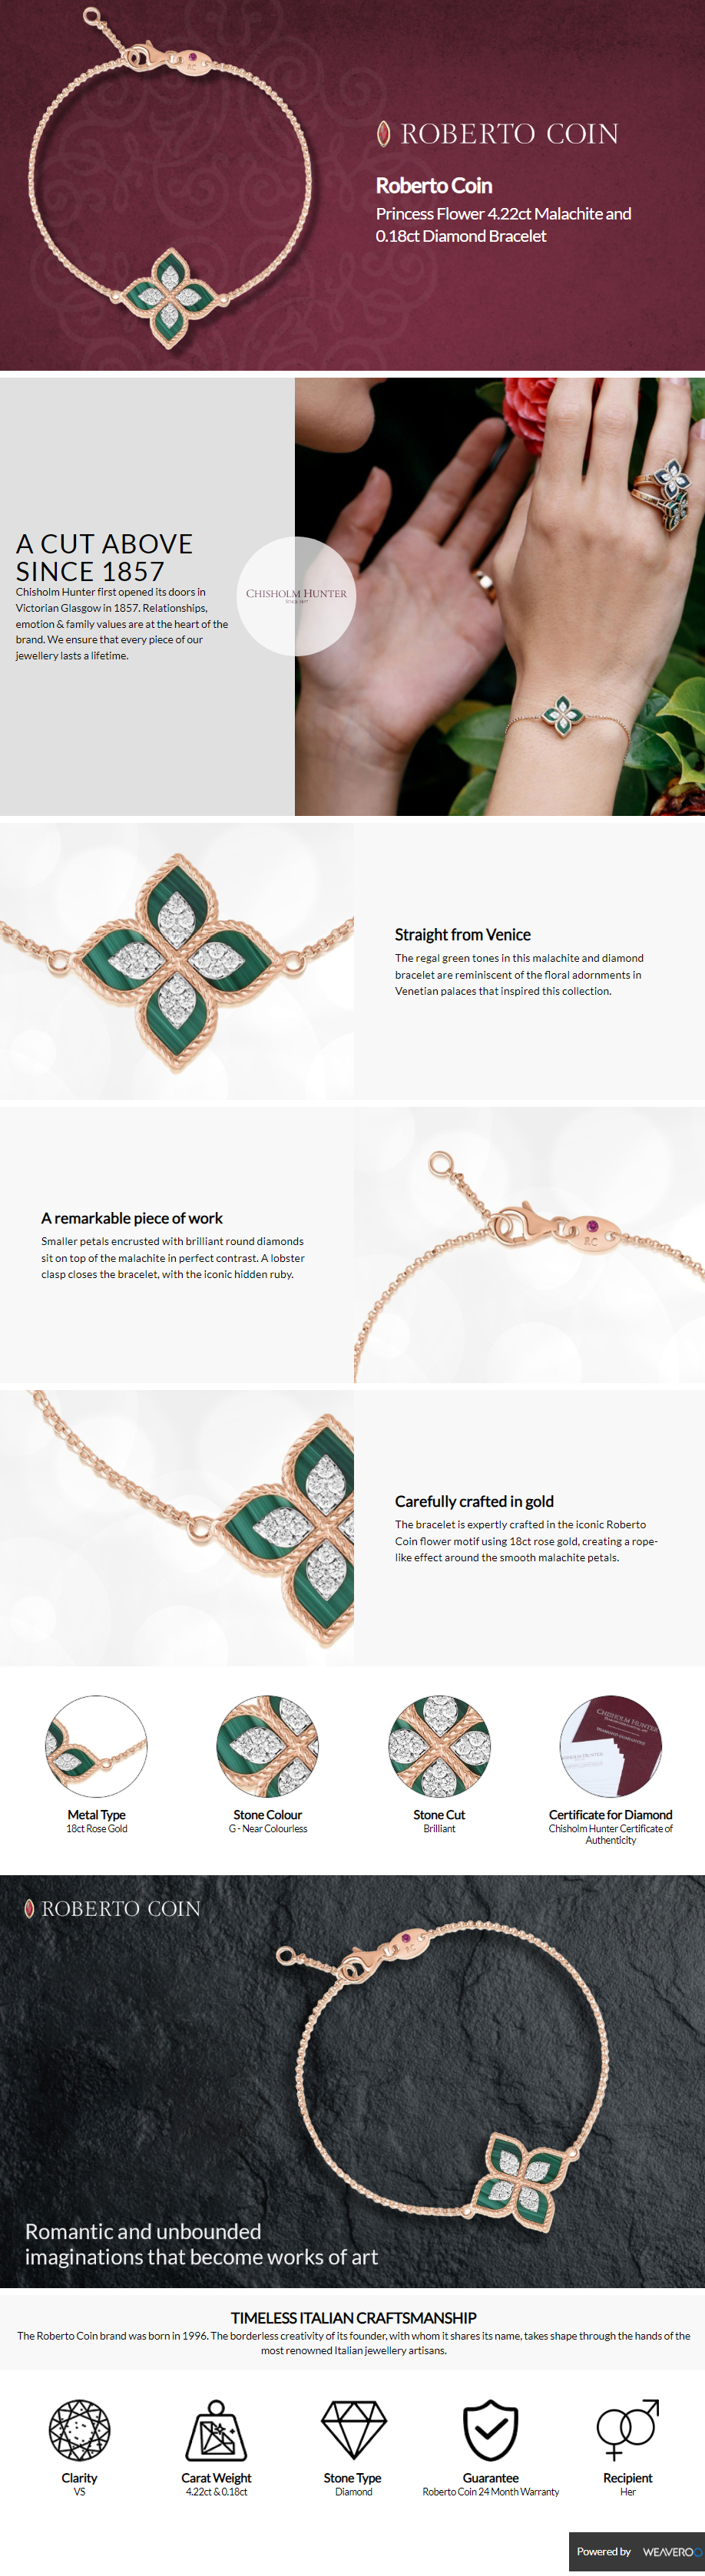 ROBERTO COIN
Roberto Coin
Princess Flower 4.22ct Malachite and
0.18ct Diamond Bracelet
A CUT ABOVE
SINCE 1857
Chisholm Hunter first opened its doors in
Victorian Glasgow in 1857. Relationships,
emotion & family values are at the heart of the
brand. We ensure that every piece of our
jewellery lasts a lifetime.
CHISHOLM HUNTER
SINCE 1857
Straight from Venice
The regal green tones in this malachite and diamond
bracelet are reminiscent of the floral adornments in
Venetian palaces that inspired this collection.
A remarkable piece of work
Smaller petals encrusted with brilliant round diamonds
sit on top of the malachite in perfect contrast. A lobster
clasp closes the bracelet, with the iconic hidden ruby.
RC
Carefully crafted in gold
The bracelet is expertly crafted in the iconic Roberto
Coin flower motif using 18ct rose gold, creating a rope-
like effect around the smooth malachite petals.
CHISHOLM HUNTER
DIAMOND GUARANTEE
Metal Type
18ct Rose Gold
Stone Colour
G - Near Colourless
Stone Cut
Brilliant
Certificate for Diamond
Chisholm Hunter Certificate of
Authenticity
ROBERTO COIN
RC
Romantic and unbounded
imaginations that become works of art
TIMELESS ITALIAN CRAFTSMANSHIP
The Roberto Coin brand was born in 1996. The borderless creativity of its founder, with whom it shares its name, takes shape through the hands of the
most renowned Italian jewellery artisans.
Clarity
VS
Carat Weight
4.22ct & 0.18ct
Stone Type
Diamond
Guarantee
Roberto Coin 24 Month Warranty
Recipient
Her
Powered by WEAVEROO